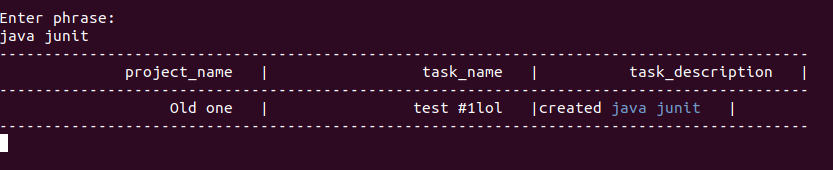 Enter phrase:
java junit
------------------------------------------------------------------------------------------
project_name | task_name | task_description |
------------------------------------------------------------------------------------------
Old one | test #1lol |created java junit |
------------------------------------------------------------------------------------------